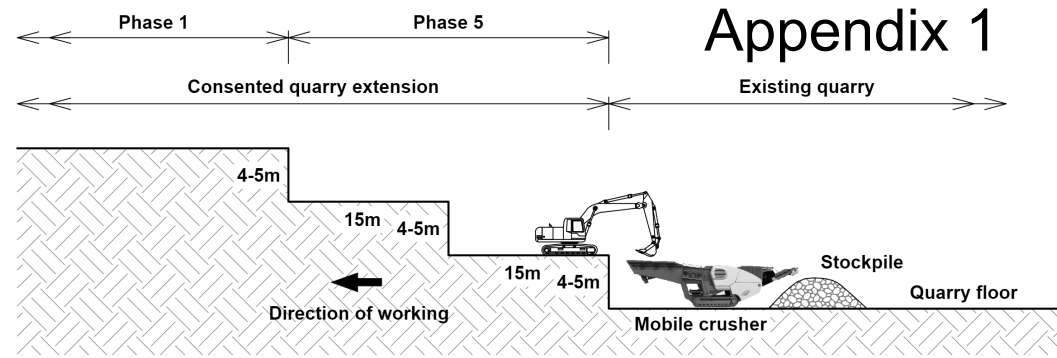 Appendix 1
Phase 1
Phase 5
Consented quarry extension
Existing quarry
4-5m
15m
4-5m
15m
4-5m
Stockpile
Quarry floor
Direction of working
Mobile crusher